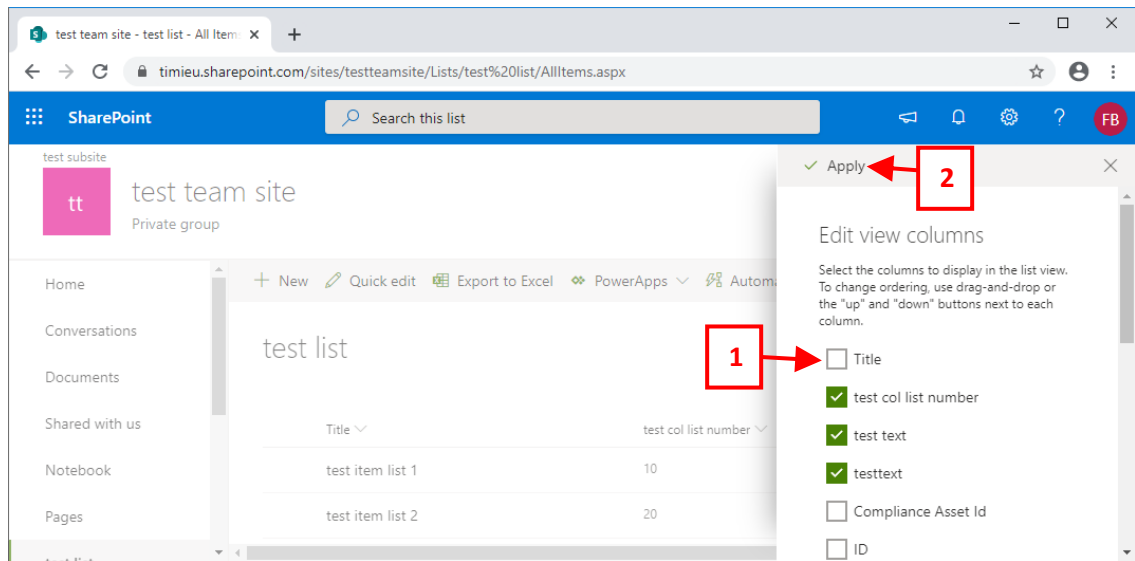 test team site - test list - All Item
timieu.sharepoint.com/sites/testteamsite/Lists/test%20list/AllItems.aspx
SharePoint
Search this list
?
FB
test subsite
tt
test team site
Private group
Home
Conversations
Documents
Shared with us
Notebook
Pages
New
Quick edit
Export to Excel
PowerApps
Automa
test list
Title
test col list number
test item list 1
10
test item list 2
20
Apply
2
Edit view columns
Select the columns to display in the list view.
To change ordering, use drag-and-drop or
the "up" and "down" buttons next to each
column.
1
Title
test col list number
test text
testtext
Compliance Asset Id
ID